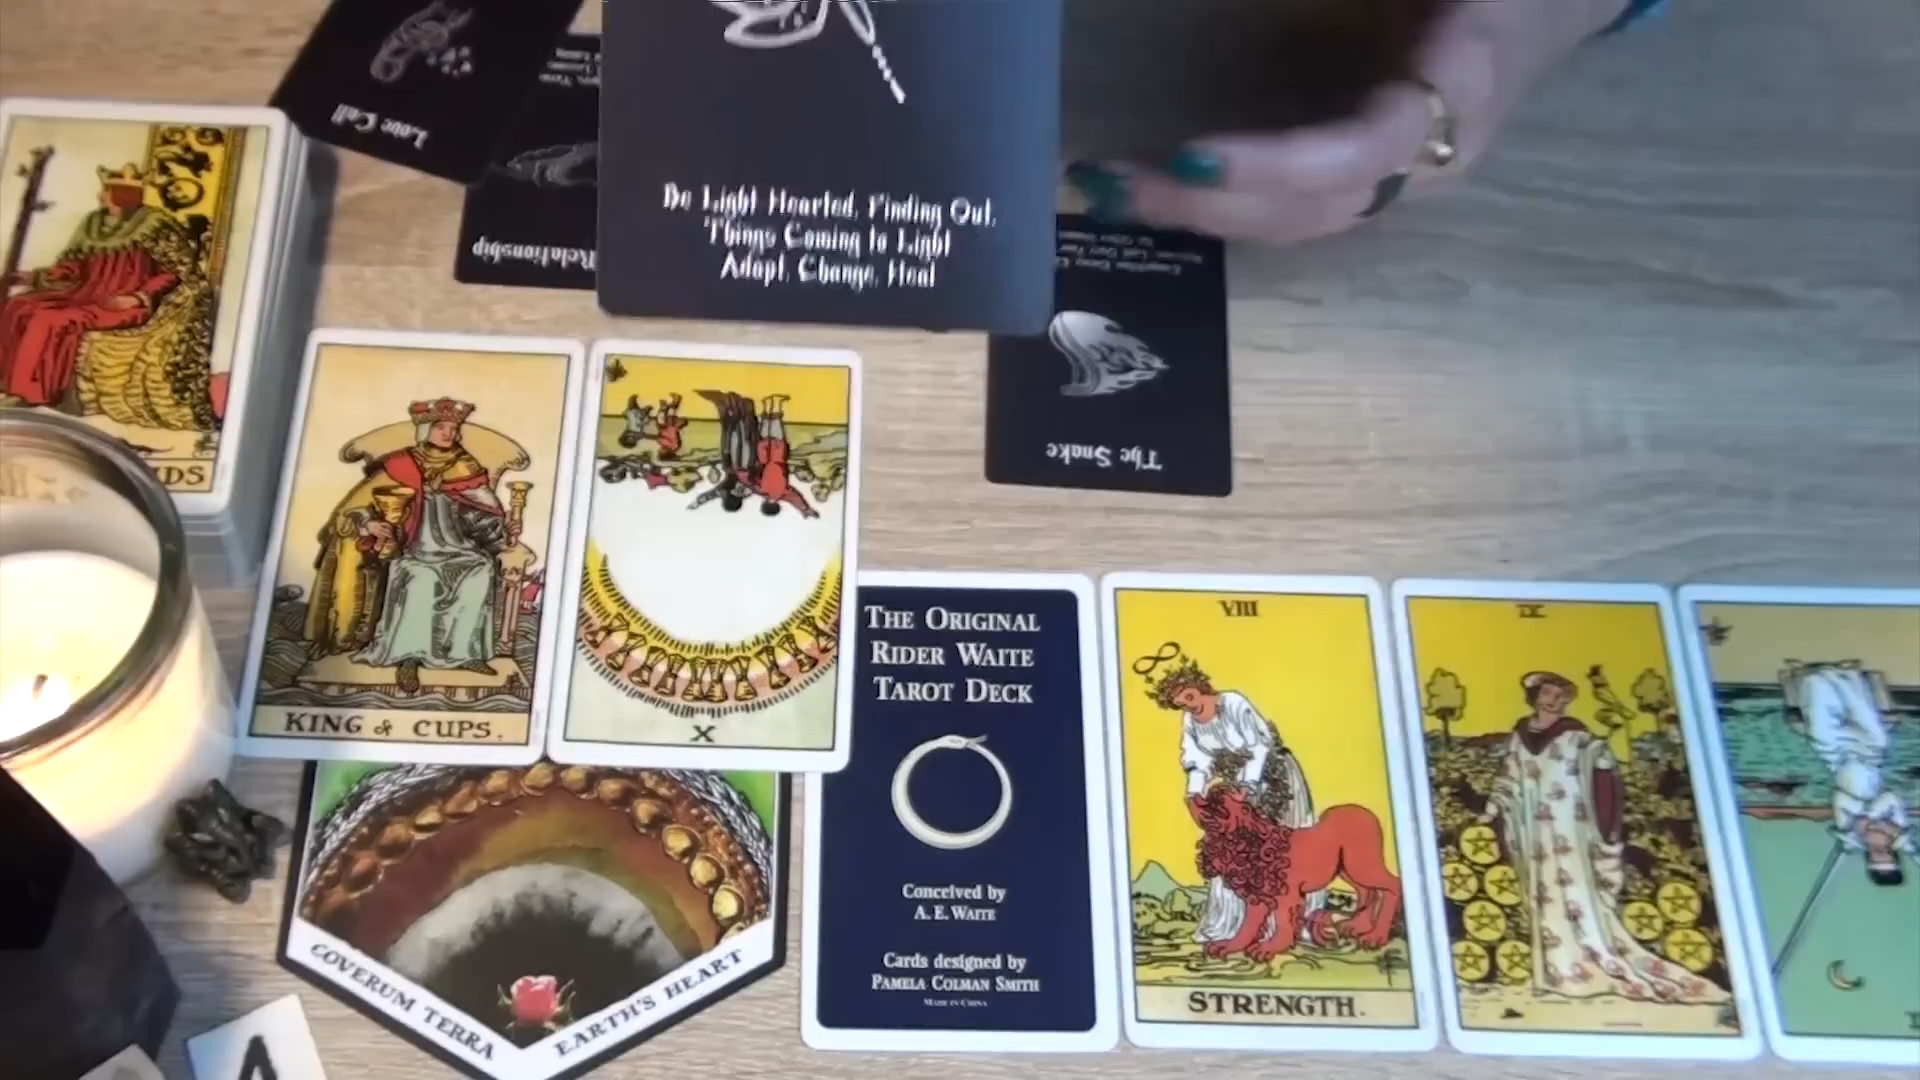 Love Call
Relationship
Be Light Hearted, Finding Out,
Things Coming to Light
Adapt, Change, Heal
The Snake
DS
KING of CUPS.
X
THE ORIGINAL
RIDER WAITE
TAROT DECK
Conceived by
A. E. WAITE
Cards designed by
PAMELA COLMAN SMITH
MADE IN CHINA
VIII
STRENGTH.
IX
COVERUM TERRA
EARTH'S HEART
A